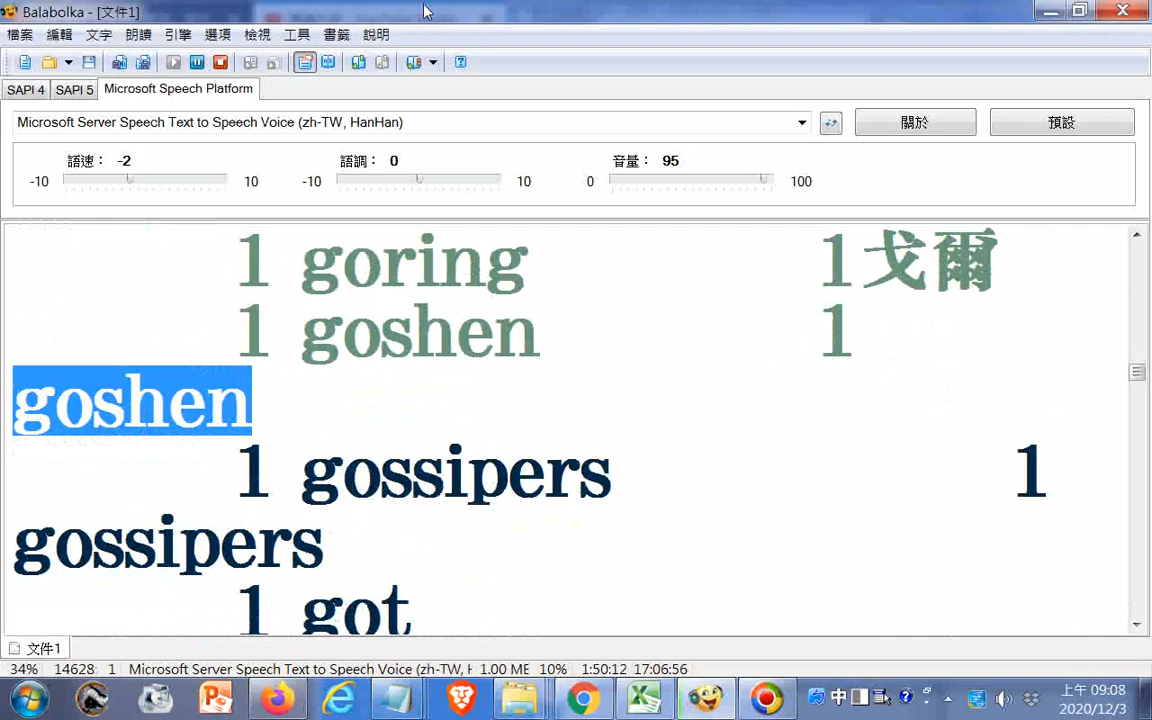 Balabolka - [文件1]
檔案 編輯 文字 朗讀 引擎 選項 檢視 工具 書籤 說明
SAPI 4 SAPI 5 Microsoft Speech Platform
Microsoft Server Speech Text to Speech Voice (zh-TW, HanHan) 關於 預設
語速： -2 語調： 0 音量： 95
-10 10 -10 10 0 100
1 goring 1戈爾
1 goshen 1
goshen
1 gossipers 1
gossipers
1 got
文件1
34% 14628: 1 Microsoft Server Speech Text to Speech Voice (zh-TW, H 1.00 ME 10% 1:50:12 17:06:56
中
上午 09:08
2020/12/3